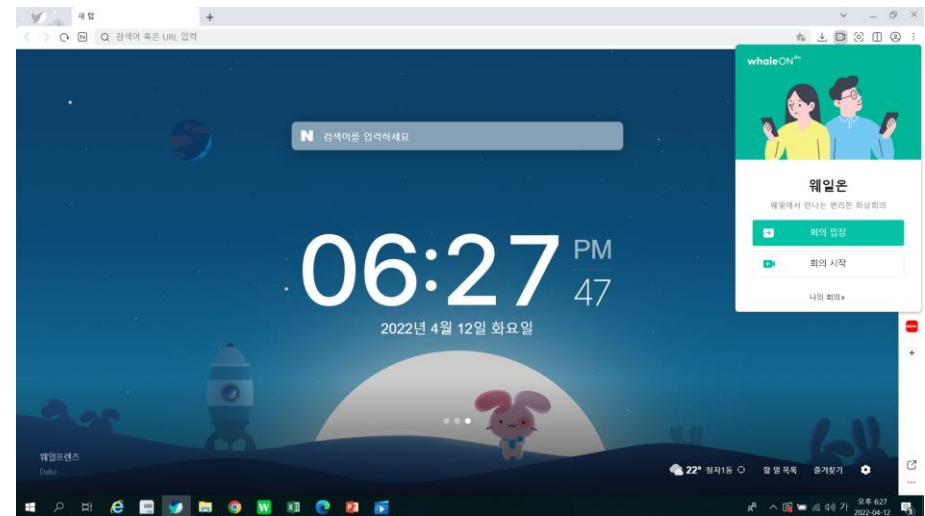 새 탭
검색어 혹은 URL 입력
whaleON
N 검색어를 입력하세요
웨일온
웨일에서 만나는 편리한 화상회의
회의 입장
회의 시작
나의 회의
06:27 PM
47
2022년 4월 12일 화요일
웨일프렌즈
22° 정자1동 할 일 목록 즐겨찾기
가 오후 6:27
2022-04-12